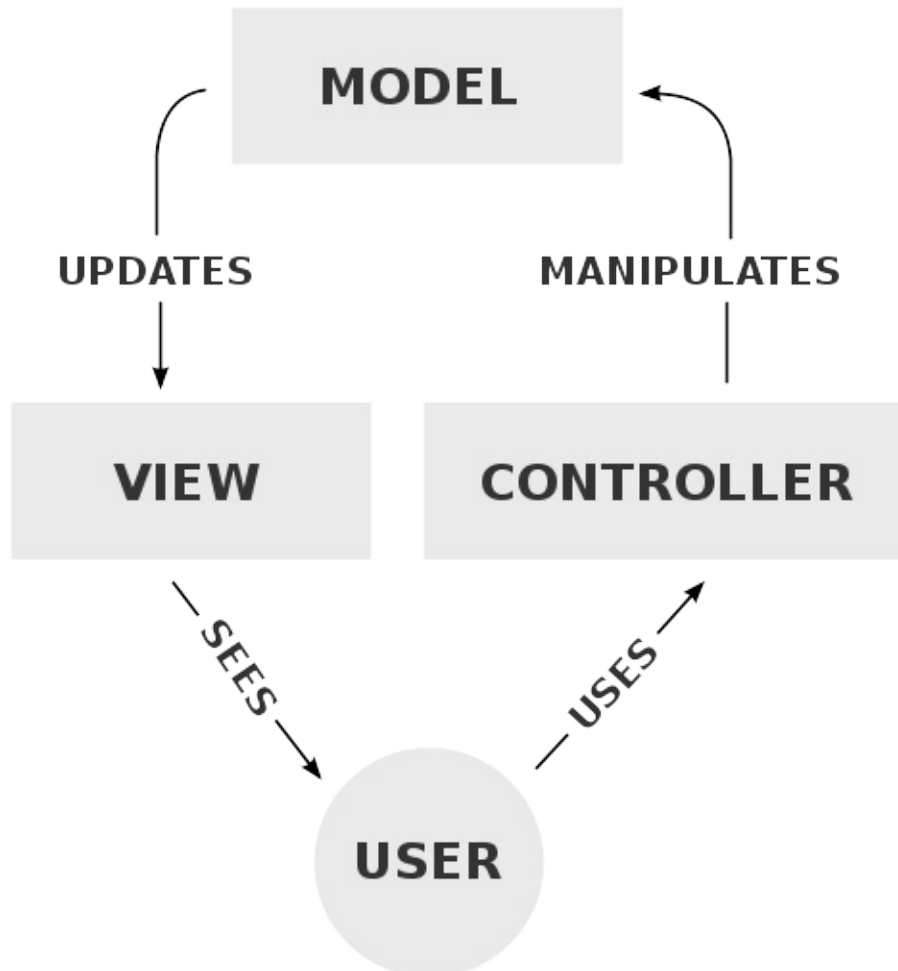 MODEL
UPDATES
MANIPULATES
VIEW
CONTROLLER
SEES
USES
USER